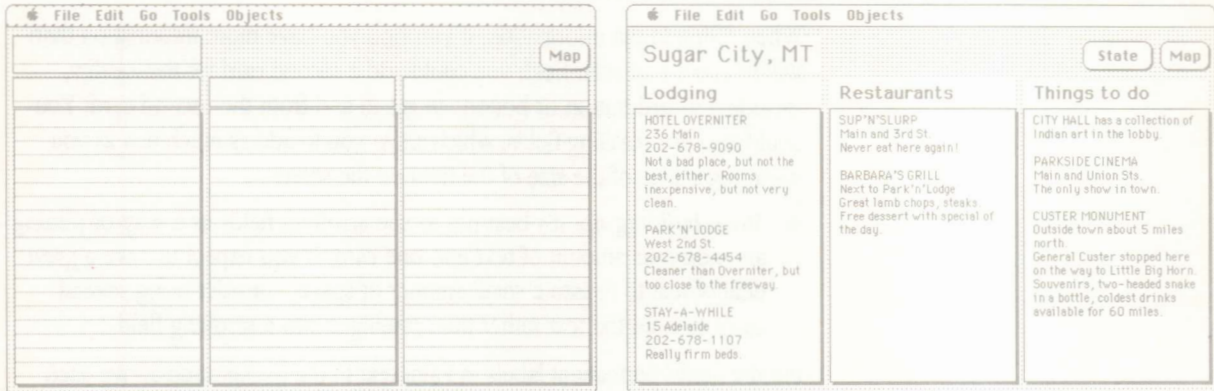 File Edit Go Tools Objects
Map
File Edit Go Tools Objects
Sugar City, MT
State
Map
Lodging
HOTEL OVERNITER
236 Main
202-678-9090
Not a bad place, but not the
best, either. Rooms
inexpensive, but not very
clean.
PARK'N'LODGE
West 2nd St.
202-678-4454
Cleaner than Overniter, but
too close to the freeway.
STAY-A-WHILE
15 Adelaide
202-678-1107
Really firm beds.
Restaurants
SUP'N'SLURP
Main and 3rd St.
Never eat here again!
BARBARA'S GRILL
Next to Park'n'Lodge
Great lamb chops, steaks
Free dessert with special of
the day.
Things to do
CITY HALL has a collection of
Indian art in the lobby.
PARKSIDE CINEMA
Main and Union Sts.
The only show in town.
CUSTER MONUMENT
Outside town about 5 miles
north.
General Custer stopped here
on the way to Little Big Horn.
Souvenirs, two-headed snake
in a bottle, coldest drinks
available for 60 miles.